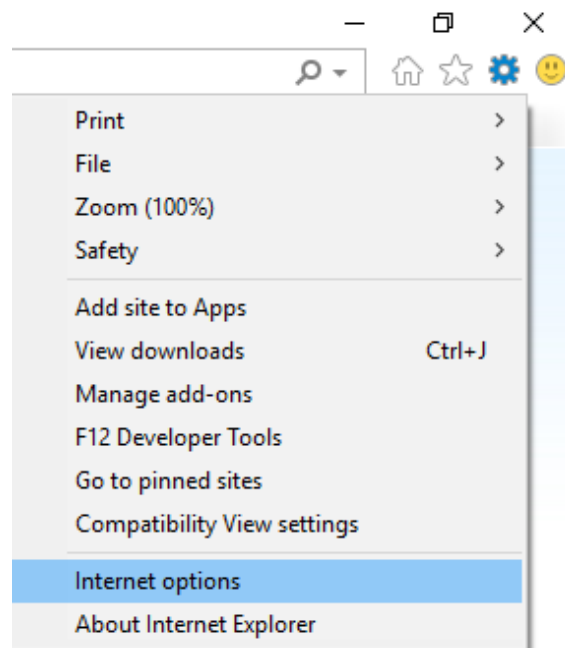 Print
File
Zoom (100%)
Safety
Add site to Apps
View downloads Ctrl+J
Manage add-ons
F12 Developer Tools
Go to pinned sites
Compatibility View settings
Internet options
About Internet Explorer